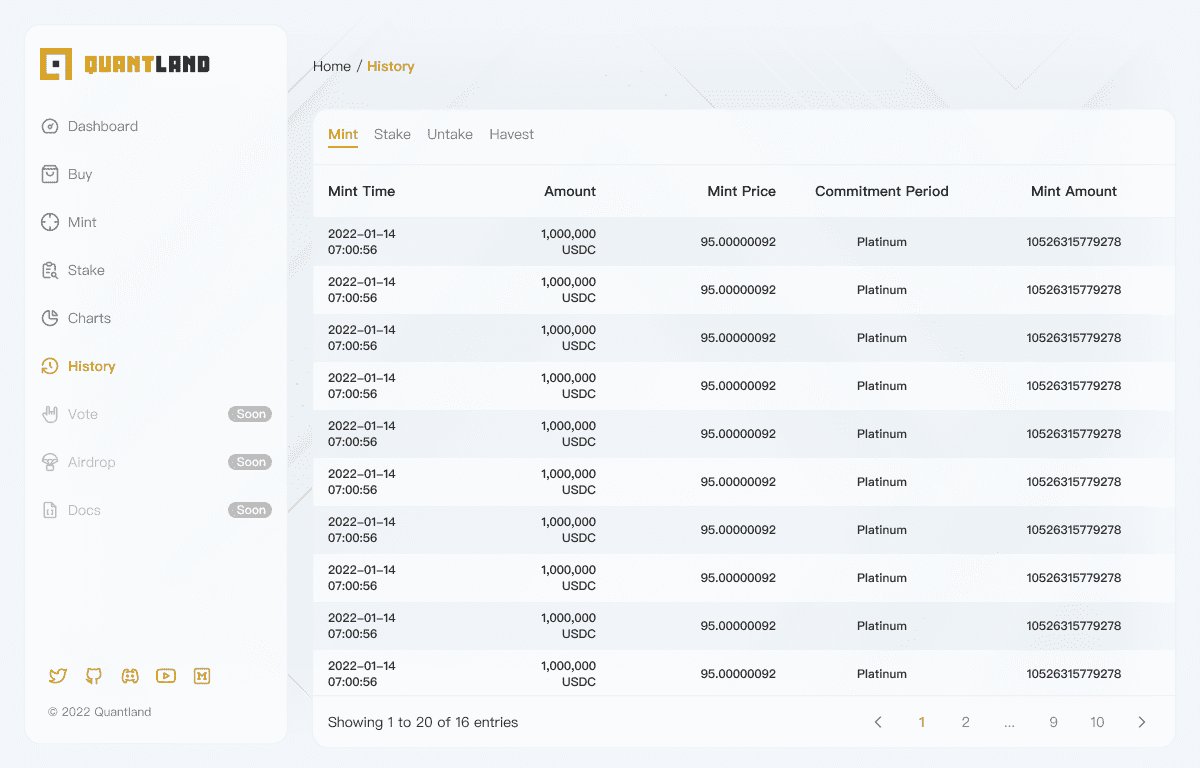 QUANTLAND
Dashboard
Buy
Mint
Stake
Charts
History
Vote Soon
Airdrop Soon
Docs Soon
© 2022 Quantland
Home / History
Mint Stake Untake Havest
Mint Time Amount Mint Price Commitment Period Mint Amount
2022-01-14 1,000,000
07:00:56 USDC 95.00000092 Platinum 10526315779278
2022-01-14 1,000,000
07:00:56 USDC 95.00000092 Platinum 10526315779278
2022-01-14 1,000,000
07:00:56 USDC 95.00000092 Platinum 10526315779278
2022-01-14 1,000,000
07:00:56 USDC 95.00000092 Platinum 10526315779278
2022-01-14 1,000,000
07:00:56 USDC 95.00000092 Platinum 10526315779278
2022-01-14 1,000,000
07:00:56 USDC 95.00000092 Platinum 10526315779278
2022-01-14 1,000,000
07:00:56 USDC 95.00000092 Platinum 10526315779278
2022-01-14 1,000,000
07:00:56 USDC 95.00000092 Platinum 10526315779278
2022-01-14 1,000,000
07:00:56 USDC 95.00000092 Platinum 10526315779278
2022-01-14 1,000,000
07:00:56 USDC 95.00000092 Platinum 10526315779278
Showing 1 to 20 of 16 entries < 1 2 ... 9 10 >